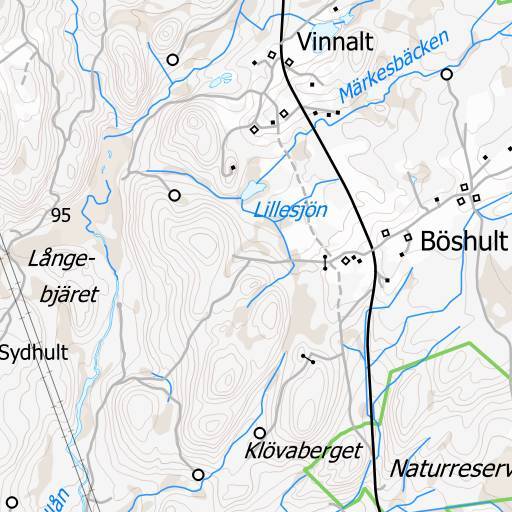 Vinnalt
Märkesbäcken
Lillesjön
95
Långe-
bjäret
Böshult
Sydhult
Klövaberget
Naturreserv